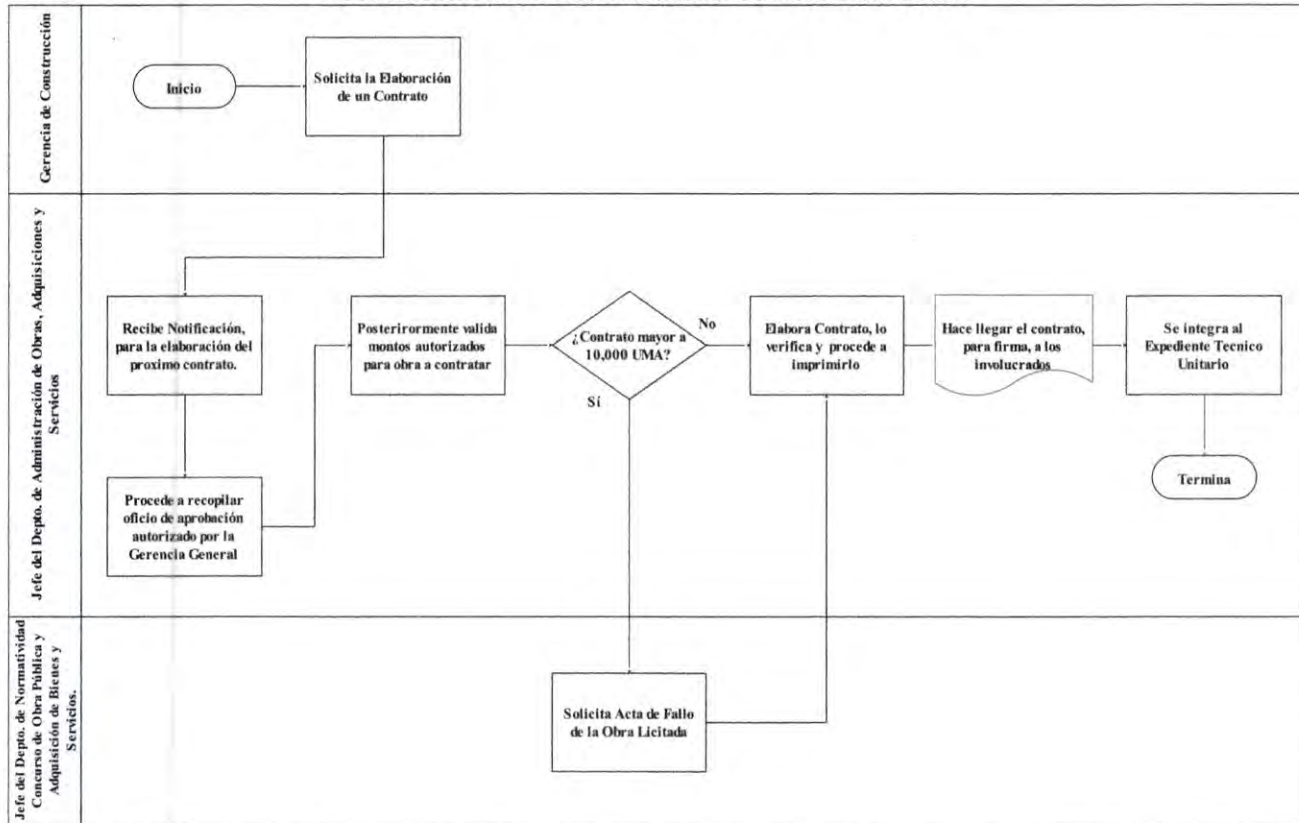 Gerencia de Construcción
Inicio
Solicita la Elaboración
de un Contrato
Jefe del Depto. de Administración de Obras, Adquisiciones y
Servicios
Recibe Notificación,
para la elaboración del
proximo contrato.
Procede a recopilar
oficio de aprobación
autorizado por la
Gerencia General
Posterirormente valida
montos autorizados
para obra a contratar
¿Contrato mayor a
10,000 UMA?
No
Sí
Elabora Contrato, lo
verifica y procede a
imprimirlo
Hace llegar el contrato,
para firma, a los
involucrados
Se integra al
Expediente Tecnico
Unitario
Termina
Jefe del Depto. de Normatividad
Concurso de Obra Pública y
Adquisición de Bienes y
Servicios.
Solicita Acta de Fallo
de la Obra Licitada